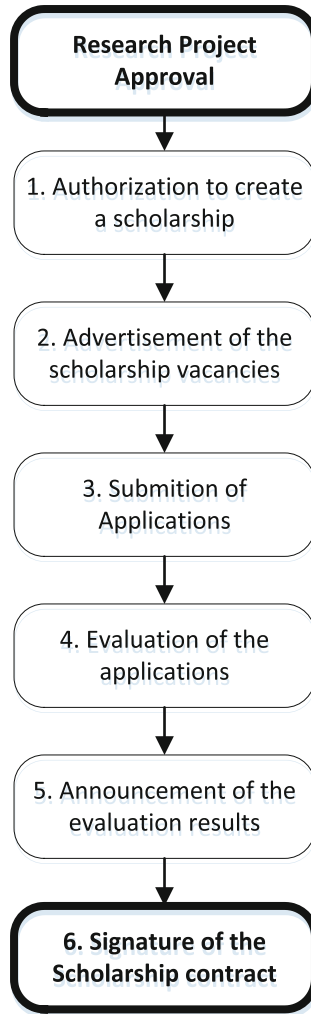 Research Project
Approval
1. Authorization to create
a scholarship
2. Advertisement of the
scholarship vacancies
3. Submition of
Applications
4. Evaluation of the
applications
5. Announcement of the
evaluation results
6. Signature of the
Scholarship contract